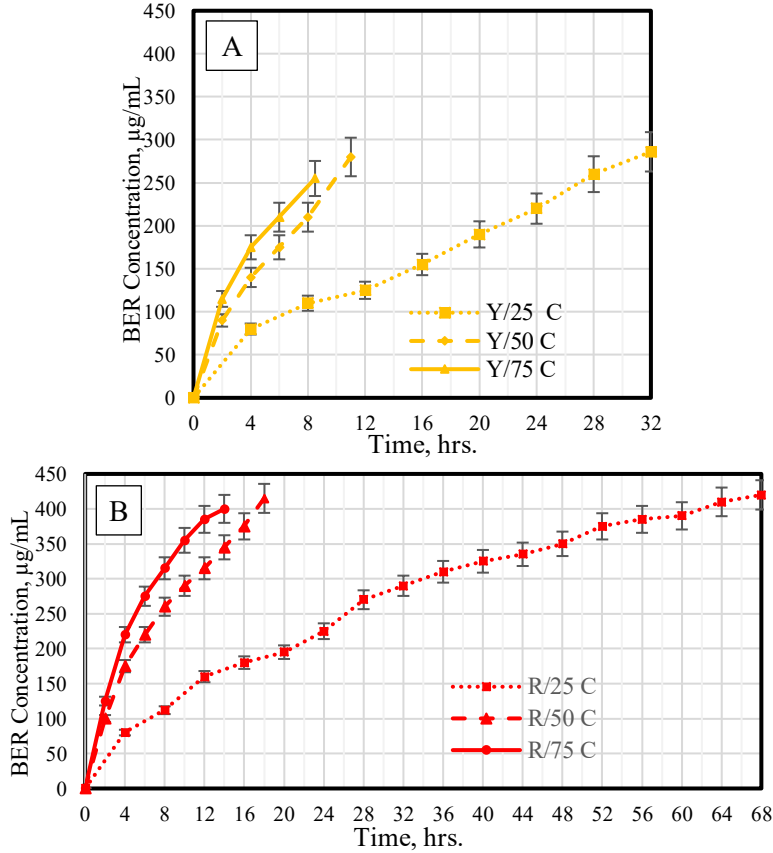 A
BER Concentration, µg/mL
450
400
350
300
250
200
150
100
50
0
Y/25 C
Y/50 C
Y/75 C
0 4 8 12 16 20 24 28 32
Time, hrs.
B
BER Concentration, µg/mL
450
400
350
300
250
200
150
100
50
0
R/25 C
R/50 C
R/75 C
0 4 8 12 16 20 24 28 32 36 40 44 48 52 56 60 64 68
Time, hrs.